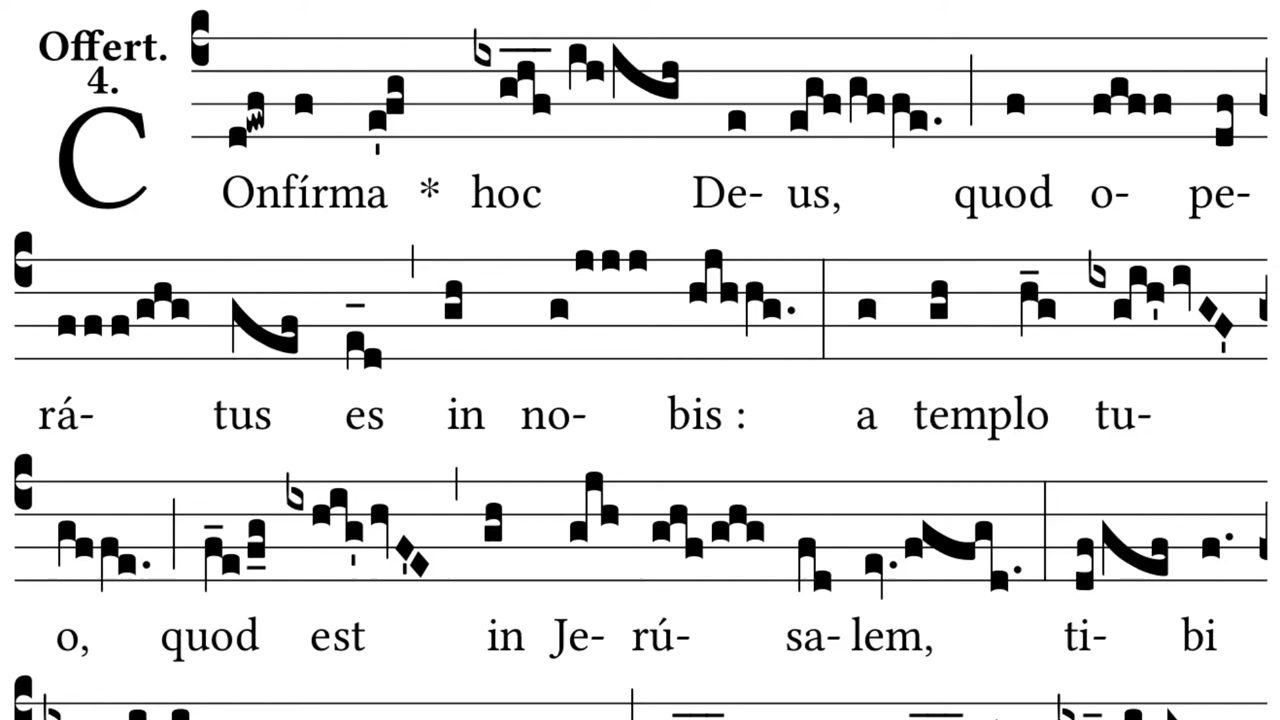 Offert.
4.
COnfírma * hoc De- us, quod o- pe-
rá- tus es in no- bis : a templo tu-
o, quod est in Je- rú- sa- lem, ti- bi